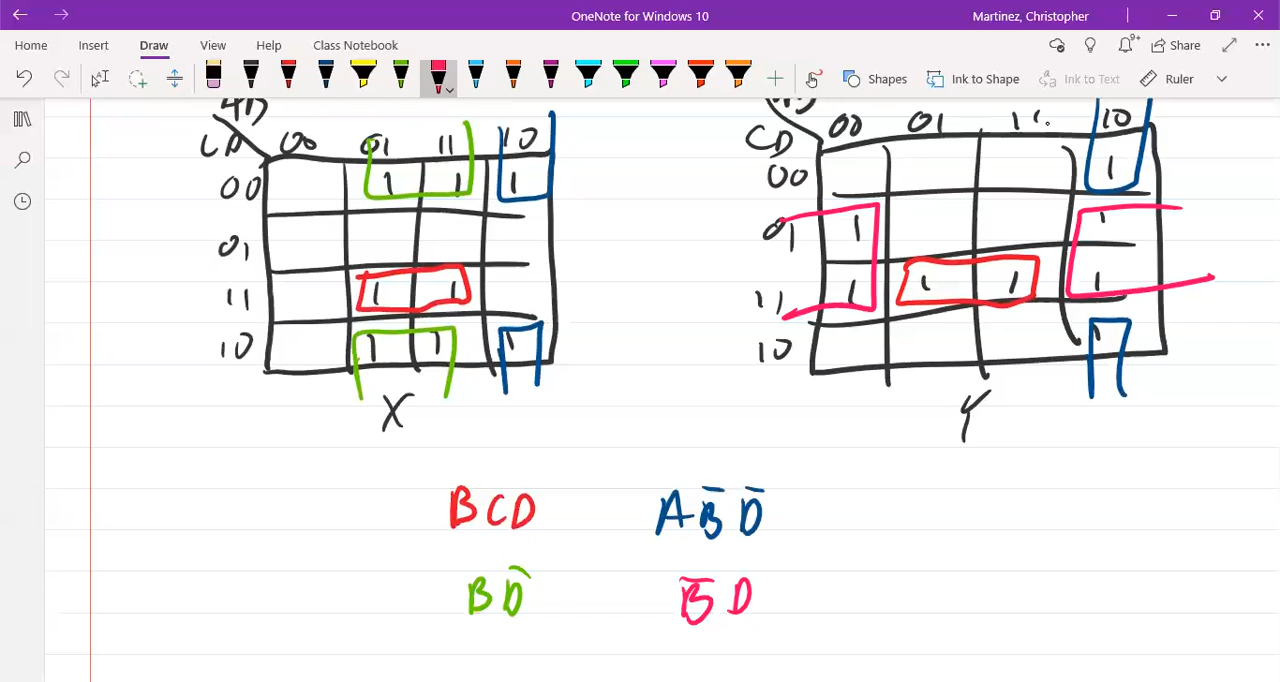 OneNote for Windows 10
Martinez, Christopher
Home Insert Draw View Help Class Notebook
9+ Share
Shapes Ink to Shape Ink to Text Ruler
AB
CD 00 01 11 10
00 1 1 1
01
11 1 1
10 1 1 1
X
CD 00 01 11 10
00 1
01 1 1
11 1 1 1 1
10 1
Y
BCD AB̅D̅
BD̅ B̅D